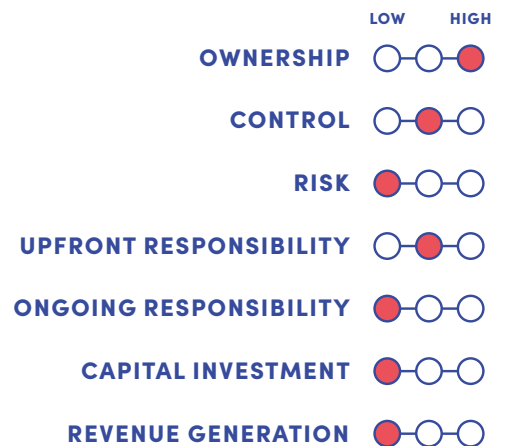 LOW HIGH
OWNERSHIP
CONTROL
RISK
UPFRONT RESPONSIBILITY
ONGOING RESPONSIBILITY
CAPITAL INVESTMENT
REVENUE GENERATION